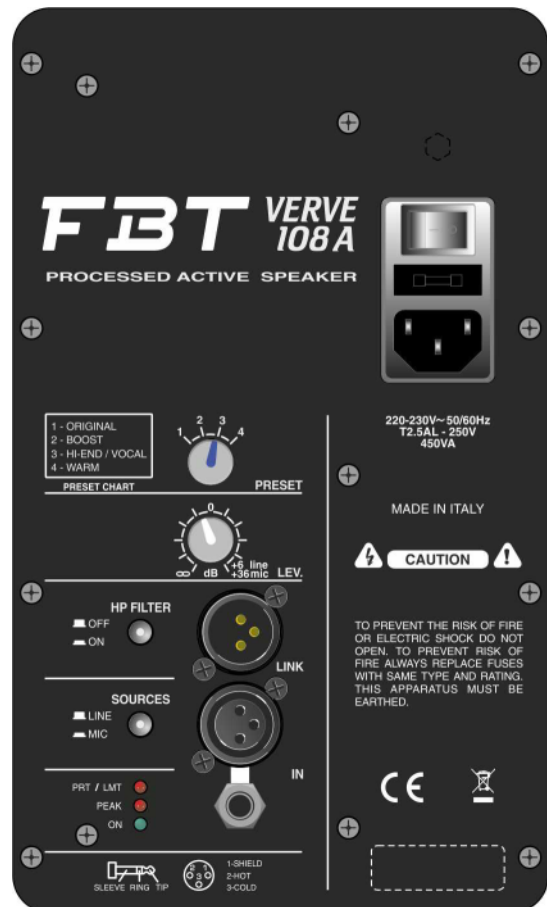 FBT VERVE
108A
PROCESSED ACTIVE SPEAKER
220-230V~50/60Hz
T2.5AL - 250V
450VA
1 - ORIGINAL
2 - BOOST
3 - HI-END / VOCAL
4 - WARM
PRESET CHART
1 2 3 4
PRESET
MADE IN ITALY
0
∞ dB +6 line
+36 mic LEV.
CAUTION
HP FILTER
OFF
ON
LINK
TO PREVENT THE RISK OF FIRE
OR ELECTRIC SHOCK DO NOT
OPEN. TO PREVENT RISK OF
FIRE ALWAYS REPLACE FUSES
WITH SAME TYPE AND RATING.
THIS APPARATUS MUST BE
EARTHED.
SOURCES
LINE
MIC
IN
PRT / LMT
PEAK
ON
CE
SLEEVE RING TIP
2 1
3
1-SHIELD
2-HOT
3-COLD